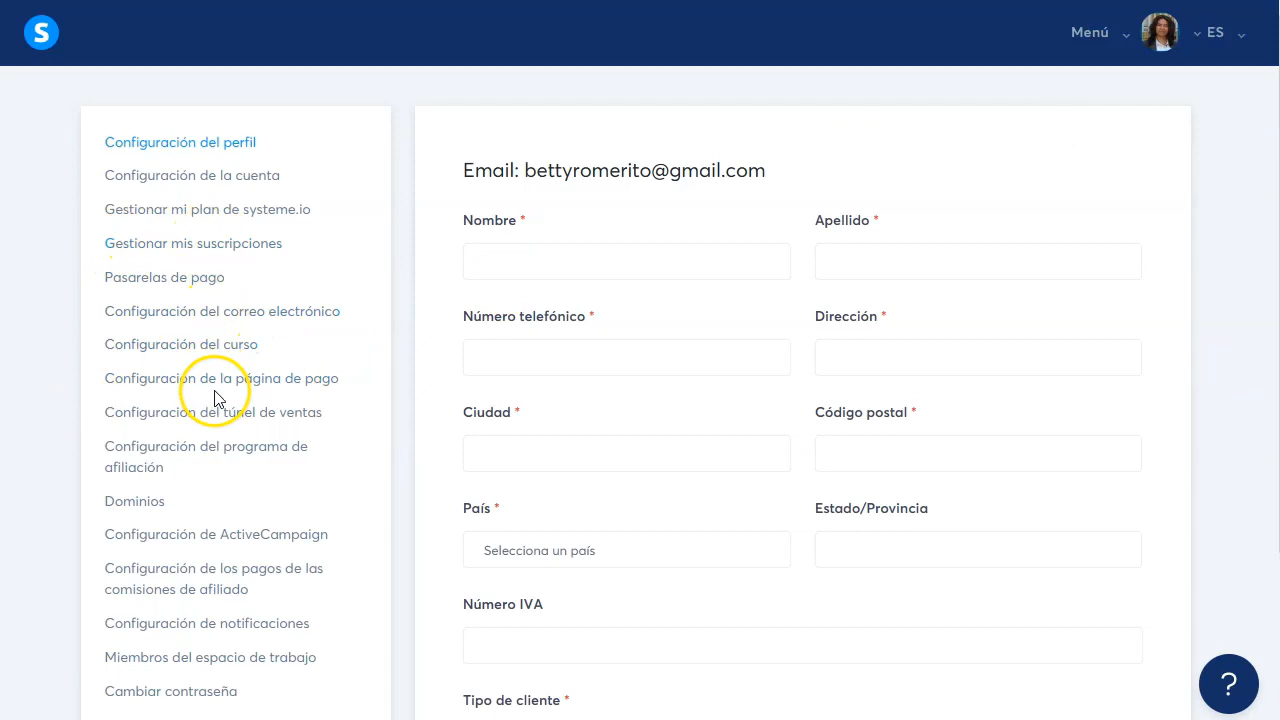 S
Menú
ES
Configuración del perfil
Configuración de la cuenta
Gestionar mi plan de systeme.io
Gestionar mis suscripciones
Pasarelas de pago
Configuración del correo electrónico
Configuración del curso
Configuración de la página de pago
Configuración del túnel de ventas
Configuración del programa de
afiliación
Dominios
Configuración de ActiveCampaign
Configuración de los pagos de las
comisiones de afiliado
Configuración de notificaciones
Miembros del espacio de trabajo
Cambiar contraseña
Email: bettyromerito@gmail.com
Nombre *
Apellido *
Número telefónico *
Dirección *
Ciudad *
Código postal *
País *
Estado/Provincia
Selecciona un país
Número IVA
Tipo de cliente *
?